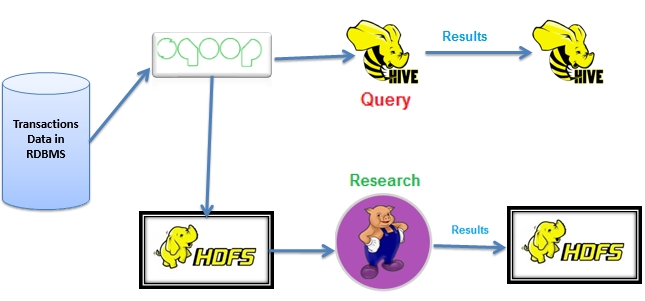 sqoop
Results
HIVE
HIVE
Query
Transactions
Data in
RDBMS
Research
HDFS
Results
HDFS